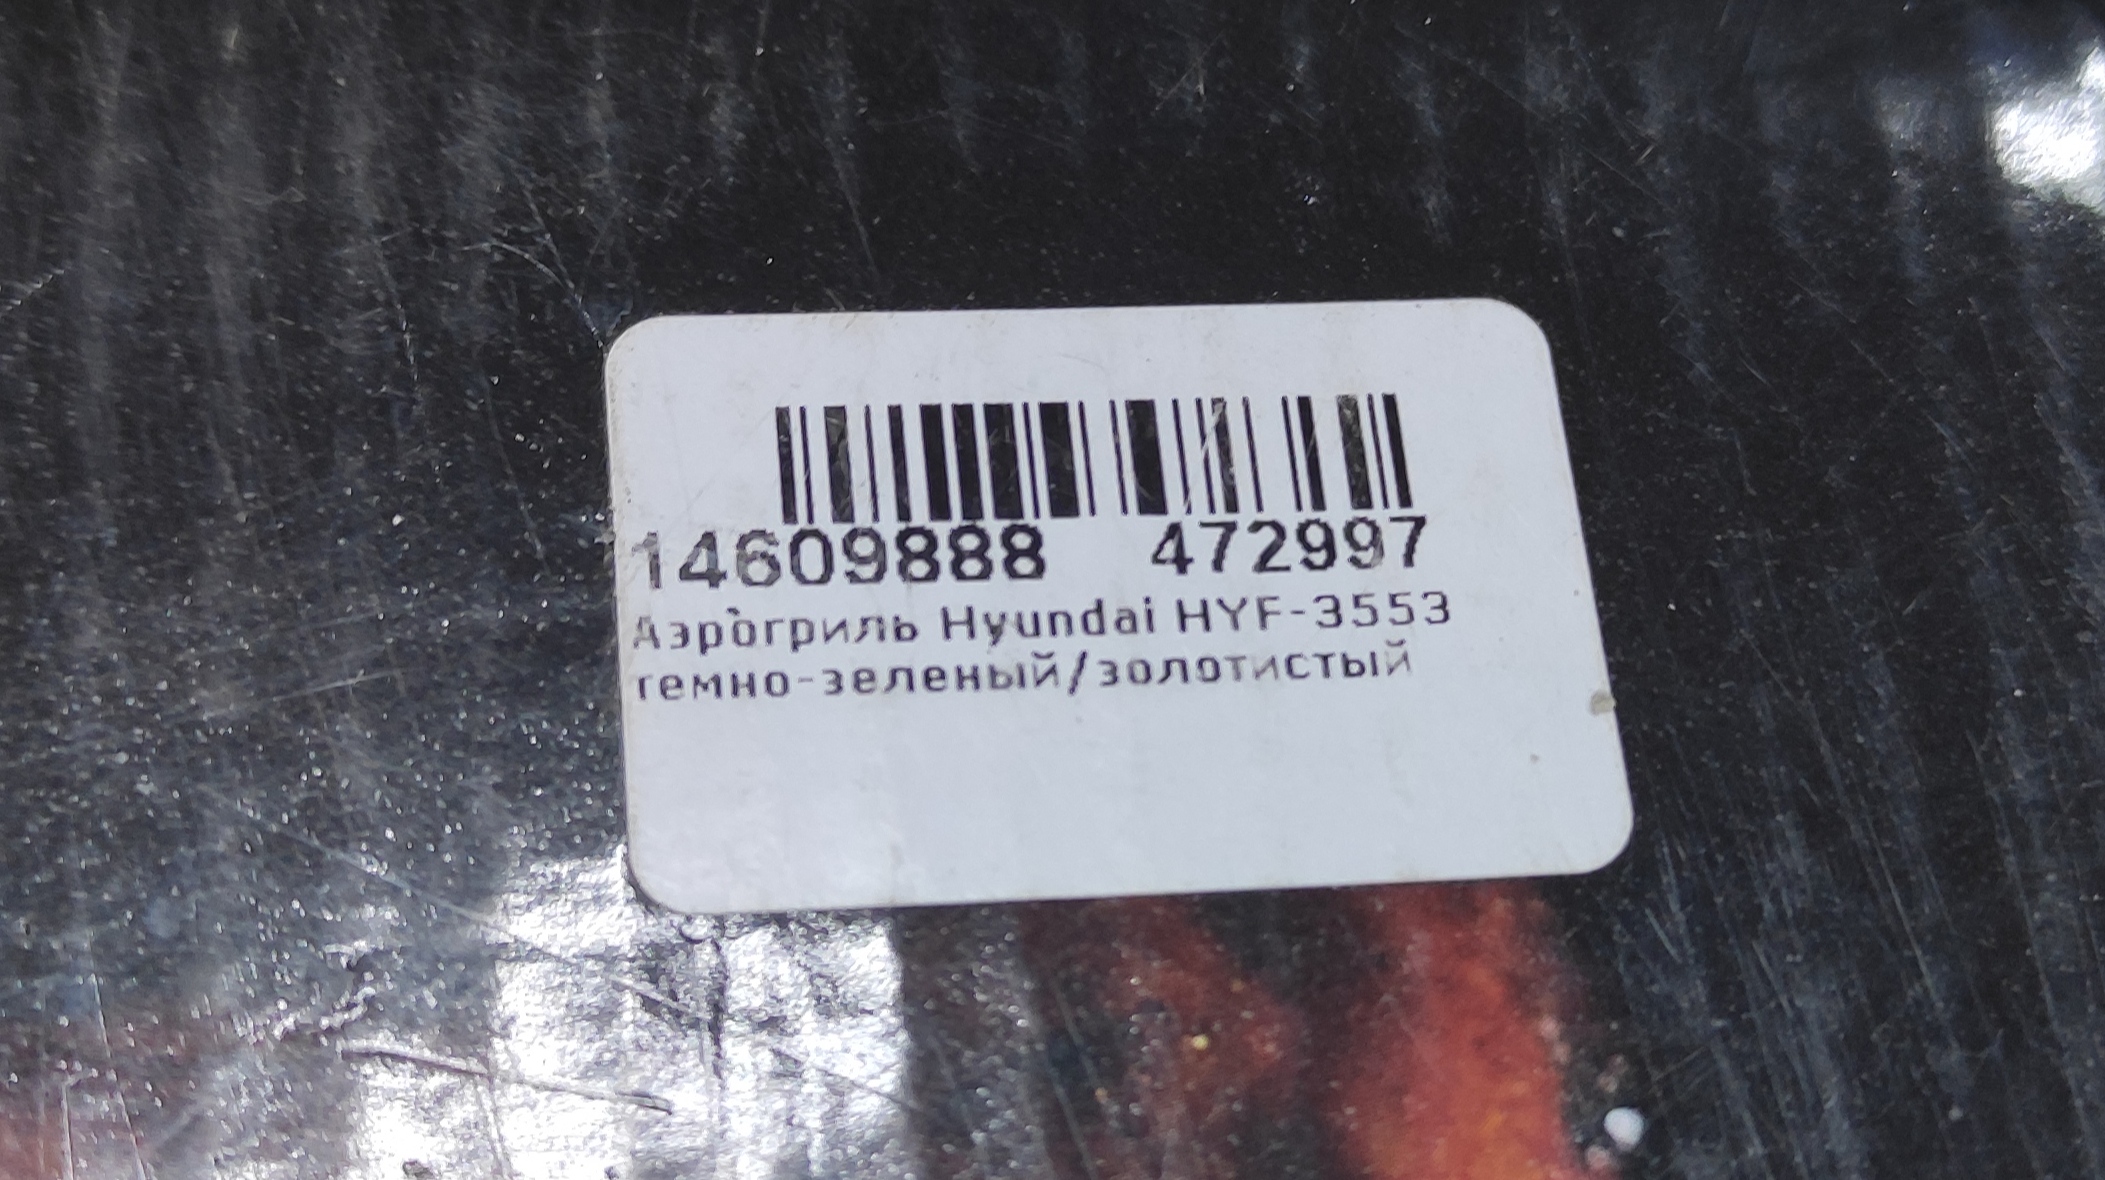 14609888 472997
Аэрогриль Hyundai HYF-3553
темно-зеленый/золотистый